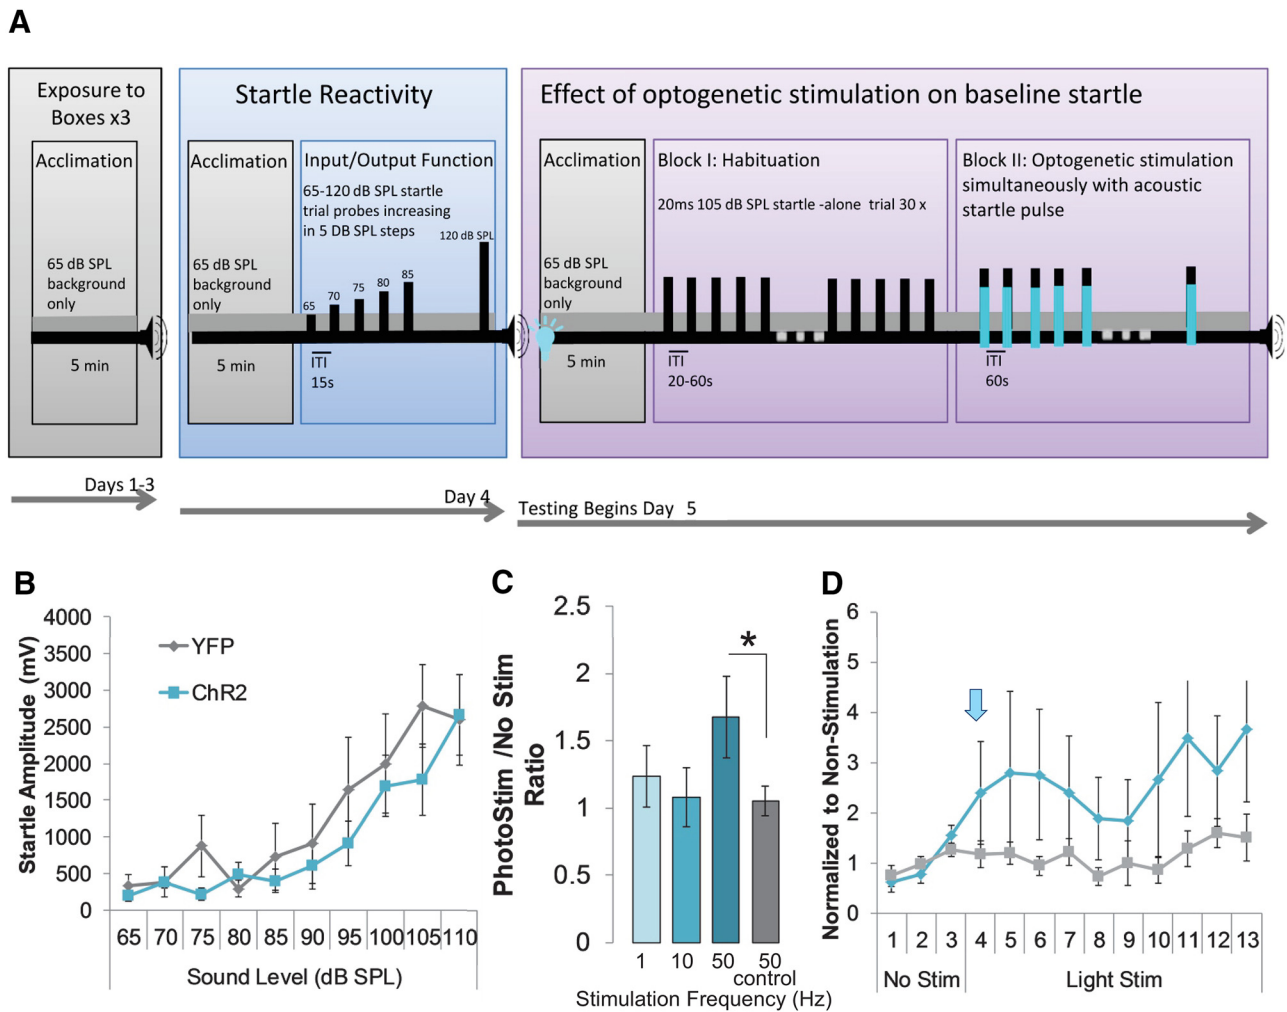 A
Exposure to
Boxes x3
Acclimation
65 dB SPL
background
only
5 min
Days 1-3
Startle Reactivity
Acclimation
65 dB SPL
background
only
5 min
Input/Output Function
65-120 dB SPL startle
trial probes increasing
in 5 DB SPL steps
120 dB SPL
65
70
75
80
85
ITI
15s
Day 4
Effect of optogenetic stimulation on baseline startle
Acclimation
65 dB SPL
background
only
5 min
Block I: Habituation
20ms 105 dB SPL startle -alone trial 30 x
ITI
20-60s
Block II: Optogenetic stimulation
simultaneously with acoustic
startle pulse
ITI
60s
Testing Begins Day 5
B
Startle Amplitude (mV)
4000
3500
3000
2500
2000
1500
1000
500
0
YFP
ChR2
65 70 75 80 85 90 95 100 105 110
Sound Level (dB SPL)
C
PhotoStim /No Stim
Ratio
2.5
2
1.5
1
0.5
0
*
1 10 50 50
control
Stimulation Frequency (Hz)
D
Normalized to Non-Stimulation
6
5
4
3
2
1
0
1 2 3 4 5 6 7 8 9 10 11 12 13
No Stim Light Stim